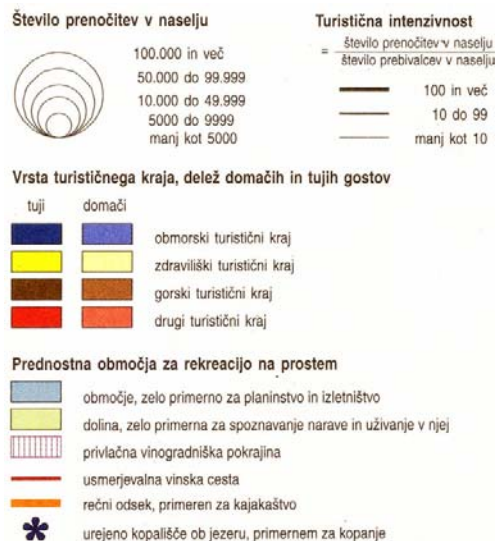 Število prenočitev v naselju
100.000 in več
50.000 do 99.999
10.000 do 49.999
5000 do 9999
manj kot 5000
Turistična intenzivnost
= število prenočitev v naselju
število prebivalcev v naselju
100 in več
10 do 99
manj kot 10
Vrsta turističnega kraja, delež domačih in tujih gostov
tuji domači
obmorski turistični kraj
zdraviliški turistični kraj
gorski turistični kraj
drugi turistični kraj
Prednostna območja za rekreacijo na prostem
območje, zelo primerno za planinstvo in izletništvo
dolina, zelo primerna za spoznavanje narave in uživanje v njej
privlačna vinogradniška pokrajina
usmerjevalna vinska cesta
rečni odsek, primeren za kajakaštvo
urejeno kopališče ob jezeru, primernem za kopanje